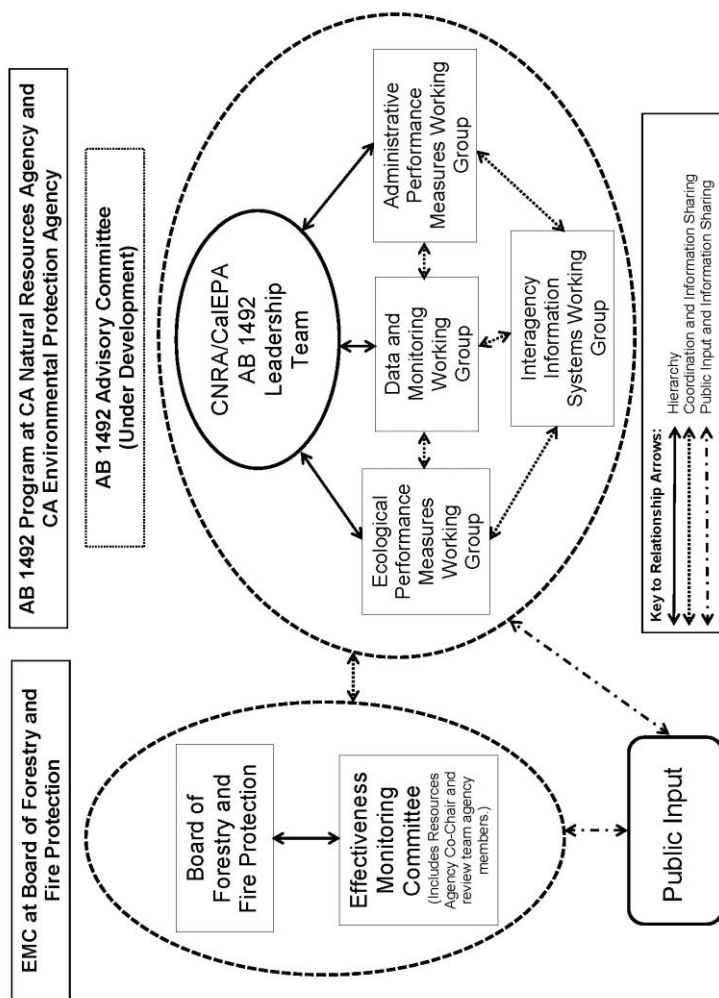 EMC at Board of Forestry and
Fire Protection
AB 1492 Program at CA Natural Resources Agency and
CA Environmental Protection Agency
AB 1492 Advisory Committee
(Under Development)
Board of
Forestry and
Fire Protection
Effectiveness
Monitoring
Committee
(Includes Resources
Agency Co-Chair and
review team agency
members.)
CNRA/CalEPA
AB 1492
Leadership
Team
Ecological
Performance
Measures
Working
Group
Data and
Monitoring
Working
Group
Administrative
Performance
Measures Working
Group
Interagency
Information
Systems Working
Group
Public Input
Key to Relationship Arrows:
Hierarchy
Coordination and Information Sharing
Public Input and Information Sharing